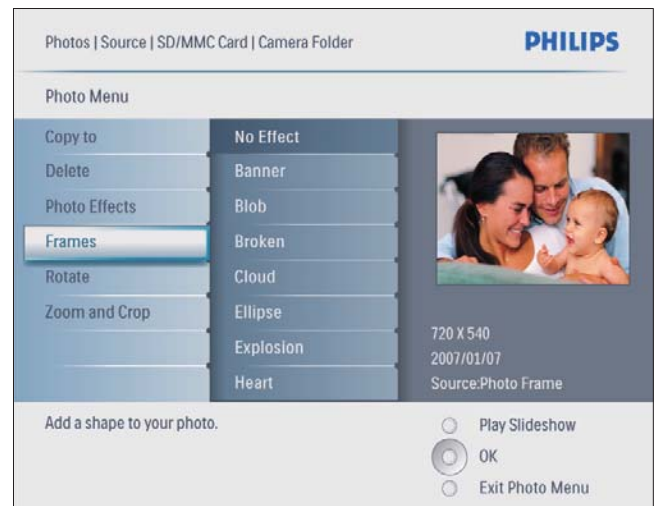 Photos | Source | SD/MMC Card | Camera Folder
PHILIPS
Photo Menu
Copy to
Delete
Photo Effects
Frames
Rotate
Zoom and Crop
No Effect
Banner
Blob
Broken
Cloud
Ellipse
Explosion
Heart
720 X 540
2007/01/07
Source:Photo Frame
Add a shape to your photo.
Play Slideshow
OK
Exit Photo Menu